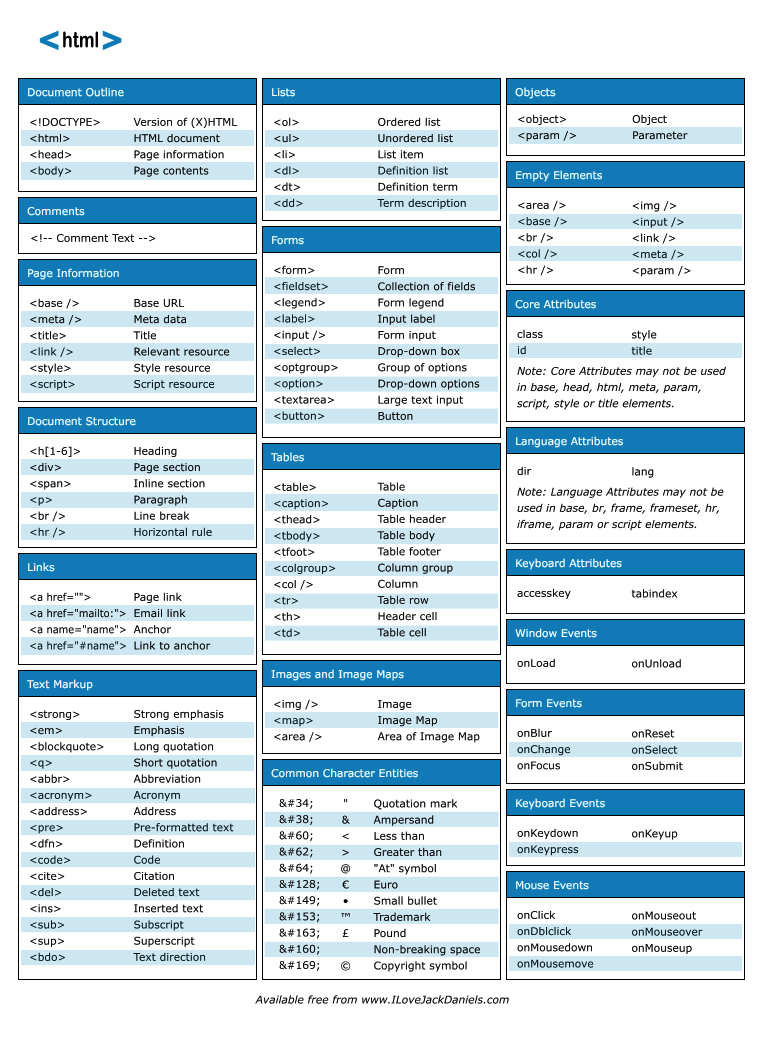 <html>
Document Outline
<!DOCTYPE> Version of (X)HTML
<html> HTML document
<head> Page information
<body> Page contents
Comments
<!-- Comment Text -->
Page Information
<base /> Base URL
<meta /> Meta data
<title> Title
<link /> Relevant resource
<style> Style resource
<script> Script resource
Document Structure
<h[1-6]> Heading
<div> Page section
<span> Inline section
<p> Paragraph
<br /> Line break
<hr /> Horizontal rule
Links
<a href=""> Page link
<a href="mailto:"> Email link
<a name="name"> Anchor
<a href="#name"> Link to anchor
Text Markup
<strong> Strong emphasis
<em> Emphasis
<blockquote> Long quotation
<q> Short quotation
<abbr> Abbreviation
<acronym> Acronym
<address> Address
<pre> Pre-formatted text
<dfn> Definition
<code> Code
<cite> Citation
<del> Deleted text
<ins> Inserted text
<sub> Subscript
<sup> Superscript
<bdo> Text direction
Lists
<ol> Ordered list
<ul> Unordered list
<li> List item
<dl> Definition list
<dt> Definition term
<dd> Term description
Forms
<form> Form
<fieldset> Collection of fields
<legend> Form legend
<label> Input label
<input /> Form input
<select> Drop-down box
<optgroup> Group of options
<option> Drop-down options
<textarea> Large text input
<button> Button
Tables
<table> Table
<caption> Caption
<thead> Table header
<tbody> Table body
<tfoot> Table footer
<colgroup> Column group
<col /> Column
<tr> Table row
<th> Header cell
<td> Table cell
Images and Image Maps
<img /> Image
<map> Image Map
<area /> Area of Image Map
Common Character Entities
&#34; " Quotation mark
&#38; & Ampersand
&#60; < Less than
&#62; > Greater than
&#64; @ "At" symbol
&#128; € Euro
&#149; • Small bullet
&#153; ™ Trademark
&#163; £ Pound
&#160; Non-breaking space
&#169; © Copyright symbol
Objects
<object> Object
<param /> Parameter
Empty Elements
<area /> <img />
<base /> <input />
<br /> <link />
<col /> <meta />
<hr /> <param />
Core Attributes
class style
id title
Note: Core Attributes may not be used
in base, head, html, meta, param,
script, style or title elements.
Language Attributes
dir lang
Note: Language Attributes may not be
used in base, br, frame, frameset, hr,
iframe, param or script elements.
Keyboard Attributes
accesskey tabindex
Window Events
onLoad onUnload
Form Events
onBlur onReset
onChange onSelect
onFocus onSubmit
Keyboard Events
onKeydown onKeyup
onKeypress
Mouse Events
onClick onMouseout
onDblclick onMouseover
onMousedown onMouseup
onMousemove
Available free from www.ILoveJackDaniels.com